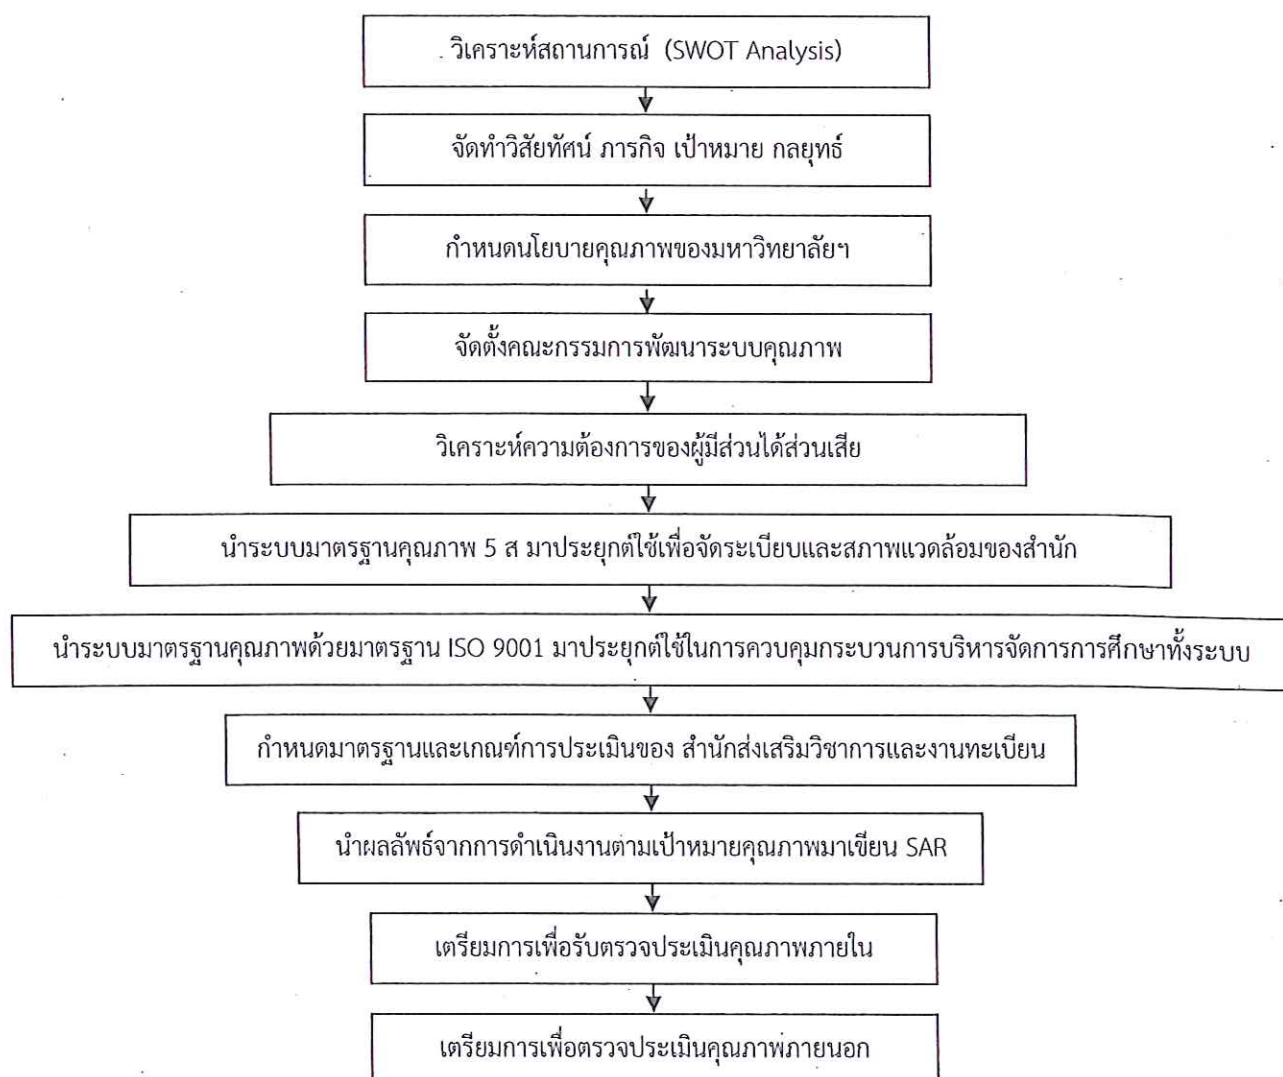 วิเคราะห์สถานการณ์ (SWOT Analysis)
จัดทำวิสัยทัศน์ ภารกิจ เป้าหมาย กลยุทธ์
กำหนดนโยบายคุณภาพของมหาวิทยาลัยฯ
จัดตั้งคณะกรรมการพัฒนาระบบคุณภาพ
วิเคราะห์ความต้องการของผู้มีส่วนได้ส่วนเสีย
นำระบบมาตรฐานคุณภาพ 5 ส มาประยุกต์ใช้เพื่อจัดระเบียบและสภาพแวดล้อมของสำนัก
นำระบบมาตรฐานคุณภาพด้วยมาตรฐาน ISO 9001 มาประยุกต์ใช้ในการควบคุมกระบวนการบริหารจัดการการศึกษาทั้งระบบ
กำหนดมาตรฐานและเกณฑ์การประเมินของ สำนักส่งเสริมวิชาการและงานทะเบียน
นำผลลัพธ์จากการดำเนินงานตามเป้าหมายคุณภาพมาเขียน SAR
เตรียมการเพื่อรับตรวจประเมินคุณภาพภายใน
เตรียมการเพื่อตรวจประเมินคุณภาพภายนอก